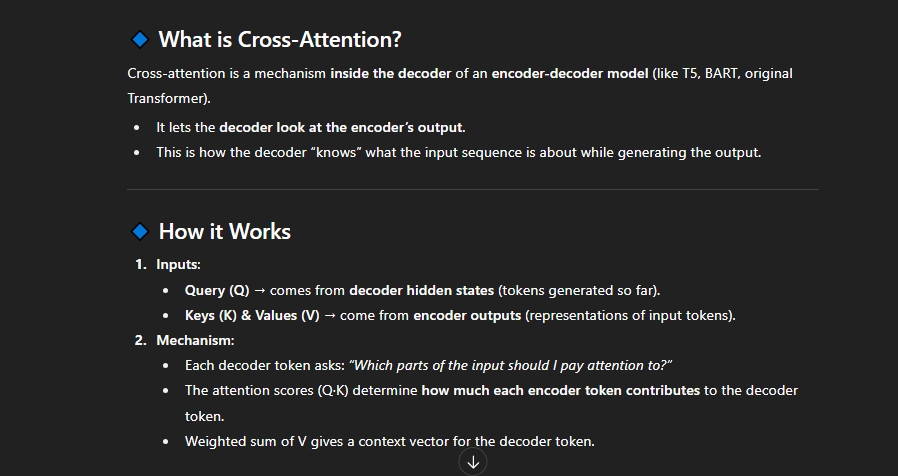 What is Cross-Attention?
Cross-attention is a mechanism inside the decoder of an encoder-decoder model (like T5, BART, original
Transformer).
• It lets the decoder look at the encoder’s output.
• This is how the decoder “knows” what the input sequence is about while generating the output.
How it Works
1. Inputs:
• Query (Q) → comes from decoder hidden states (tokens generated so far).
• Keys (K) & Values (V) → come from encoder outputs (representations of input tokens).
2. Mechanism:
• Each decoder token asks: “Which parts of the input should I pay attention to?”
• The attention scores (Q·K) determine how much each encoder token contributes to the decoder
token.
• Weighted sum of V gives a context vector for the decoder token.